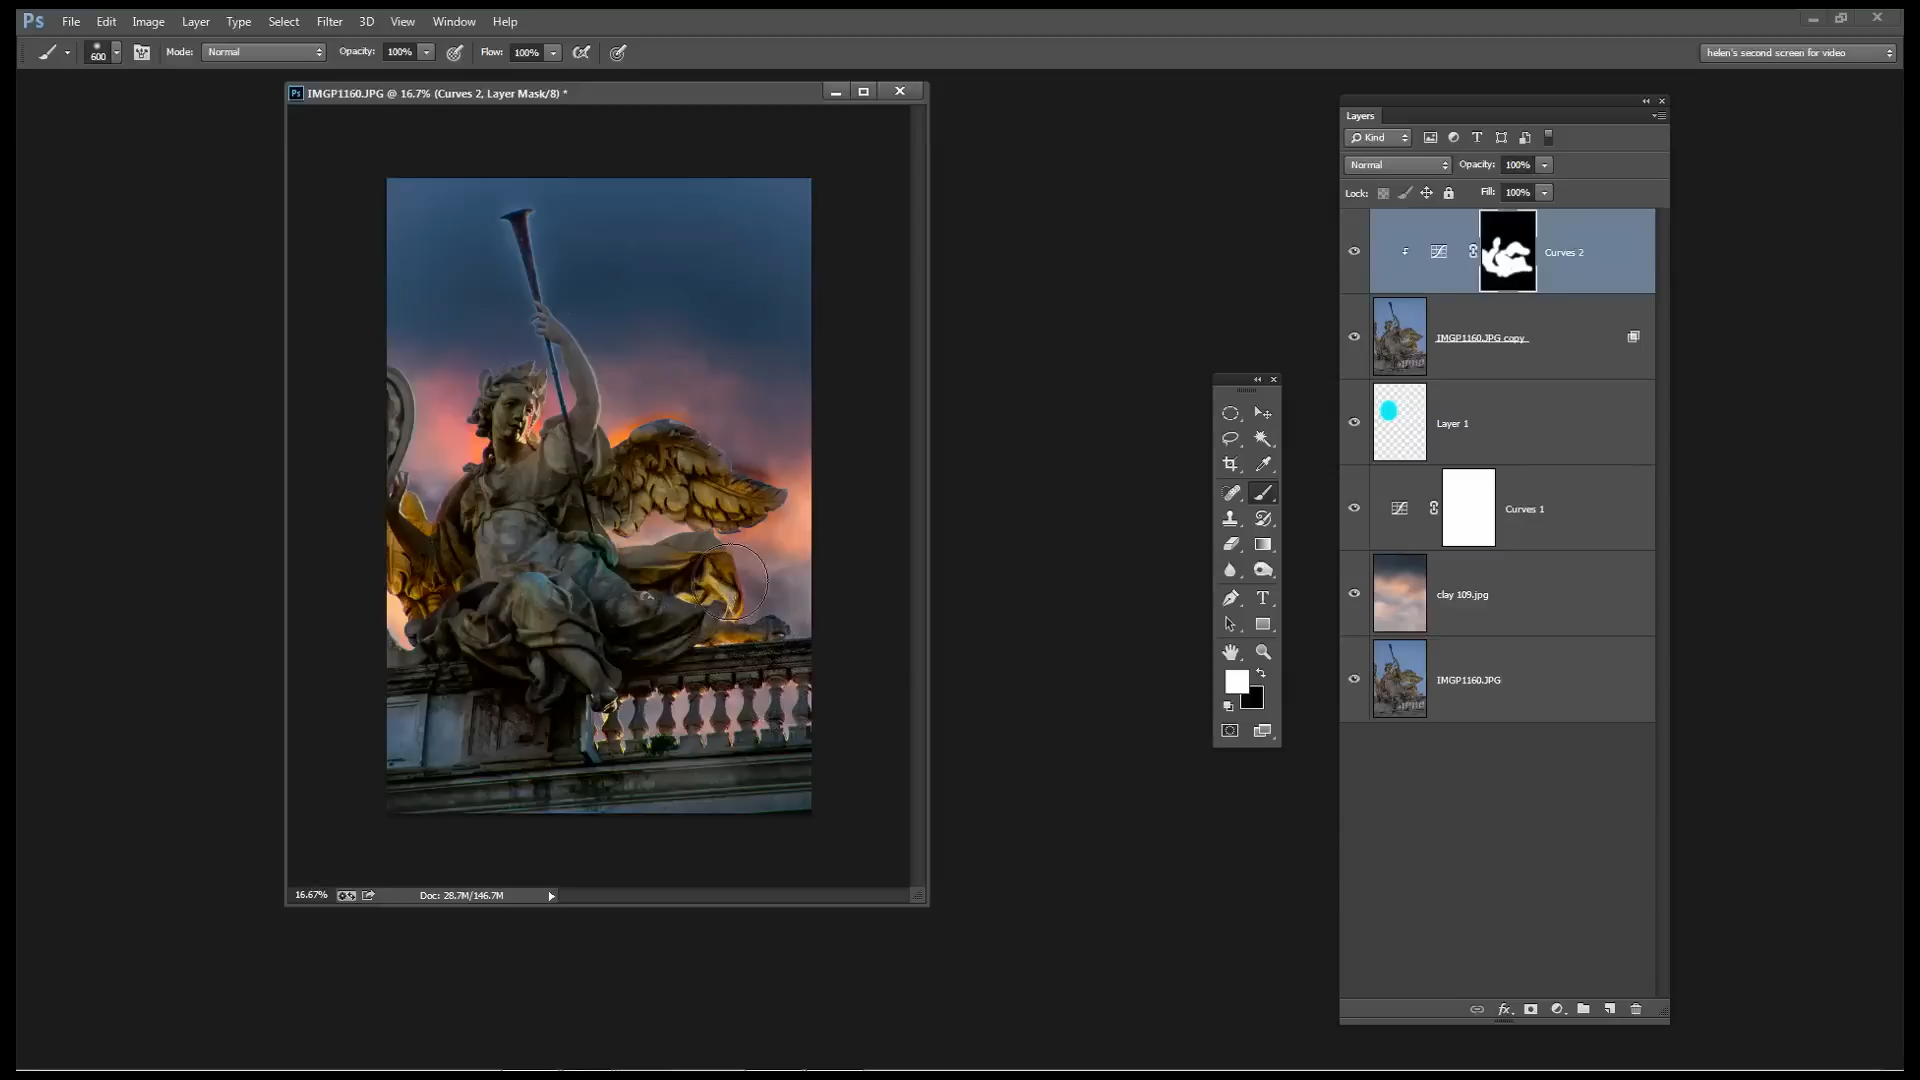 Ps File Edit Image Layer Type Select Filter 3D View Window Help
600 Mode: Normal Opacity: 100% Flow: 100% helen's second screen for video
Ps IMGP1160.JPG @ 16.7% (Curves 2, Layer Mask/8) *
Layers
Kind
Normal Opacity: 100%
Lock: Fill: 100%
Curves 2
IMGP1160.JPG copy
Layer 1
Curves 1
clay 109.jpg
IMGP1160.JPG
16.67% Doc: 28.7M/146.7M
fx